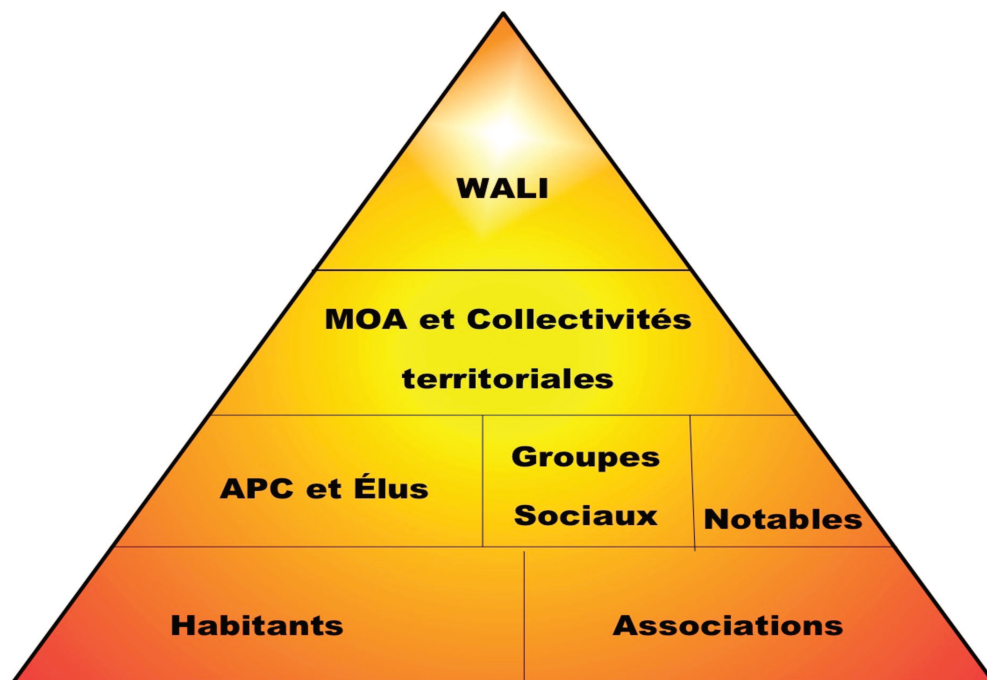 WALI
MOA et Collectivités
territoriales
APC et Élus
Groupes
Sociaux
Notables
Habitants
Associations